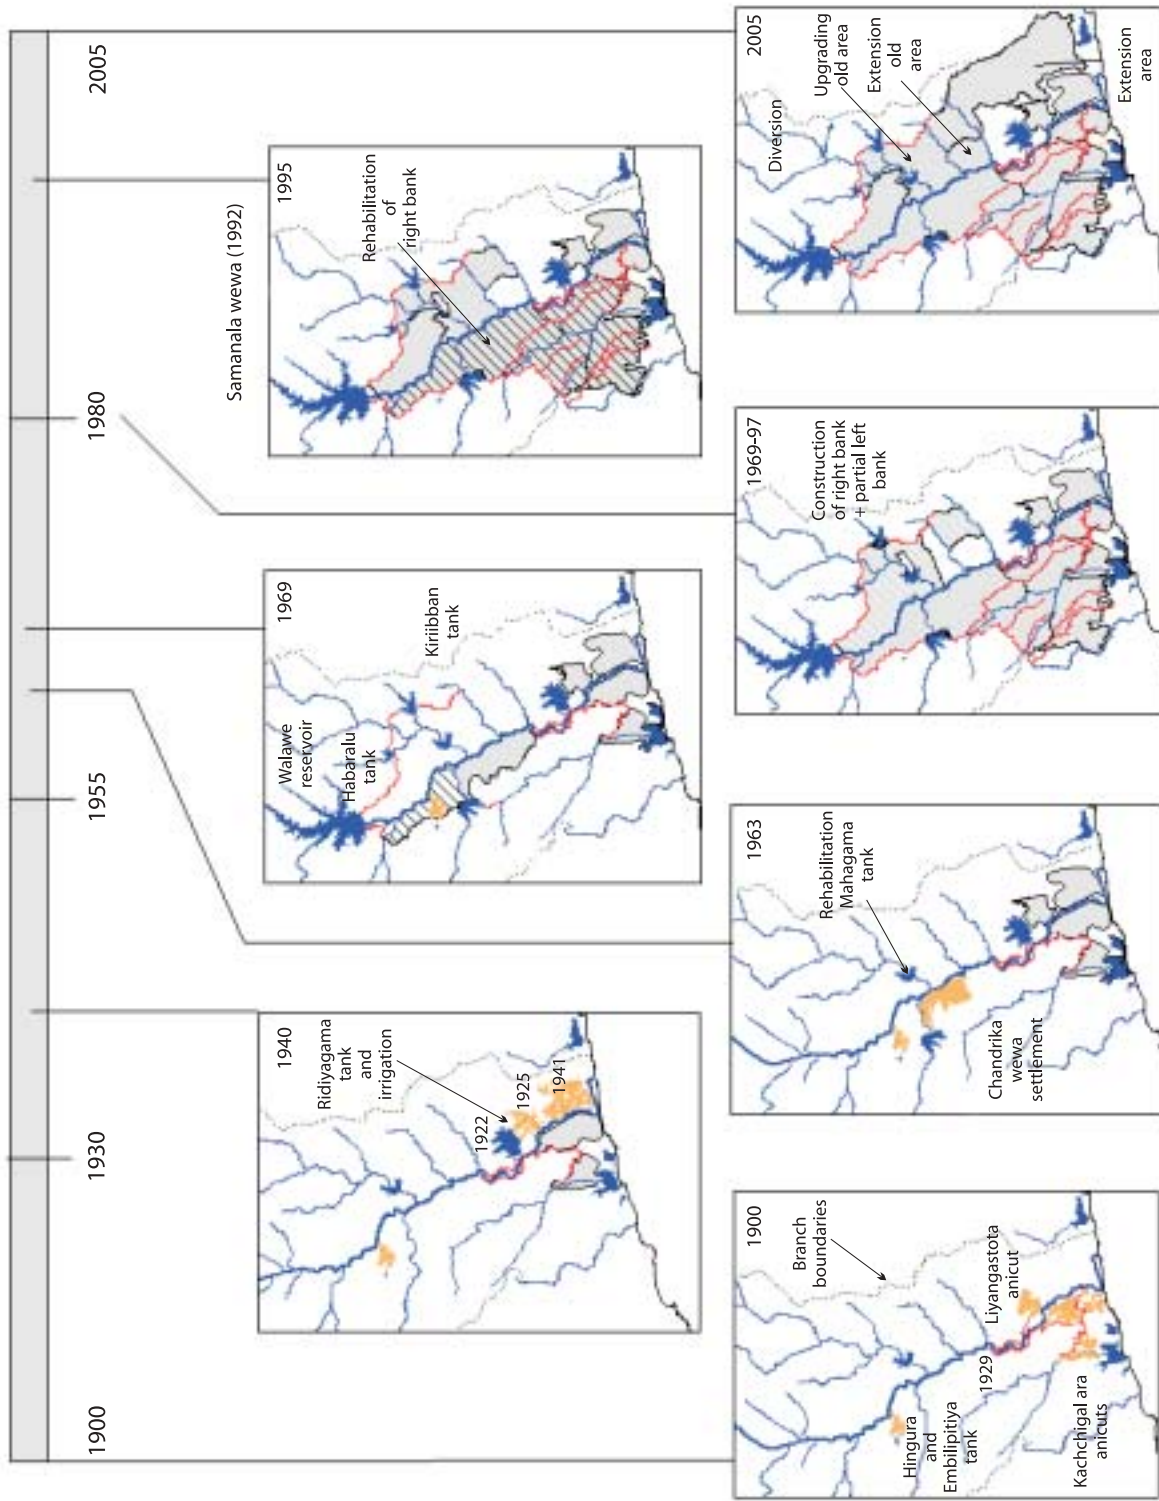 1900
1930
1955
1980
2005
1940
Ridiyagama
tank
and
irrigation
1922
1925
1941
1969
Walawe
reservoir
Habaralu
tank
Kiriibban
tank
Samanala wewa (1992)
1995
Rehabilitation
of
right bank
1900
Branch
boundaries
Liyangastota
anicut
1929
Hingura
and
Embilipitiya
tank
Kachchigal ara
anicuts
1963
Rehabilitation
Mahagama
tank
Chandrika
wewa
settlement
1969-97
Construction
of right bank
+ partial left
bank
2005
Diversion
Upgrading
old area
Extension
old
area
Extension
area